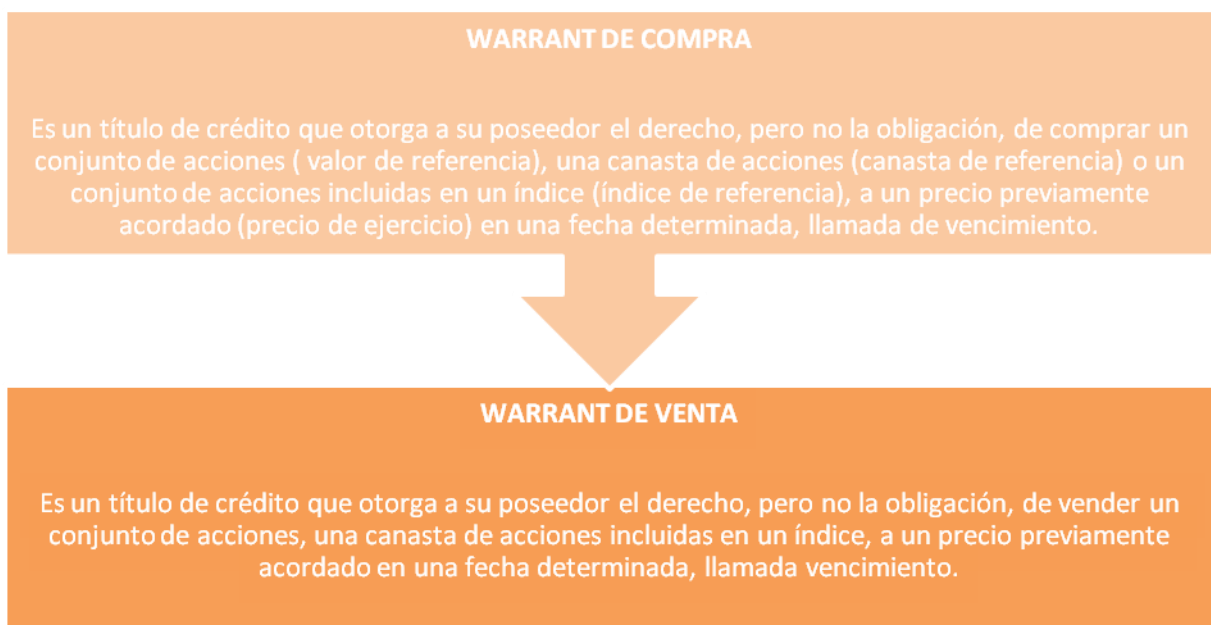 WARRANT DE COMPRA
Es un título de crédito que otorga a su poseedor el derecho, pero no la obligación, de comprar un
conjunto de acciones ( valor de referencia), una canasta de acciones (canasta de referencia) o un
conjunto de acciones incluidas en un índice (índice de referencia), a un precio previamente
acordado (precio de ejercicio) en una fecha determinada, llamada de vencimiento.
WARRANT DE VENTA
Es un título de crédito que otorga a su poseedor el derecho, pero no la obligación, de vender un
conjunto de acciones, una canasta de acciones incluidas en un índice, a un precio previamente
acordado en una fecha determinada, llamada vencimiento.